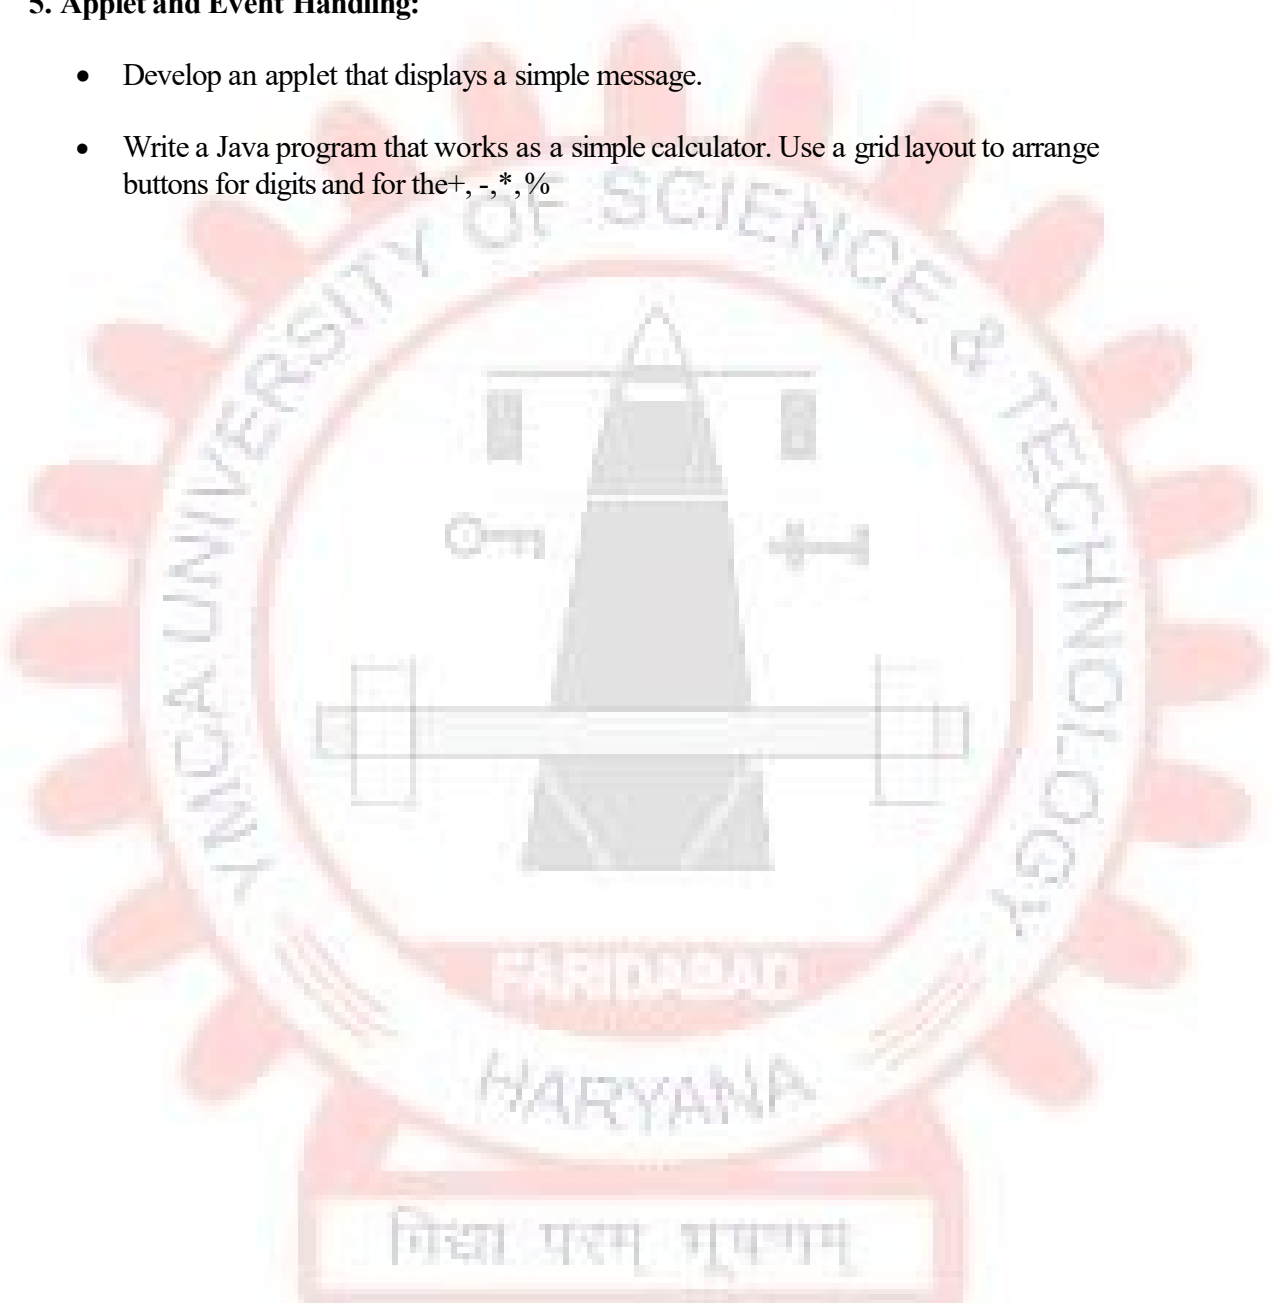 5. Applet and Event Handling:
• Develop an applet that displays a simple message.
• Write a Java program that works as a simple calculator. Use a grid layout to arrange
buttons for digits and for the+, -,*,%
YMCA UNIVERSITY OF SCIENCE & TECHNOLOGY
FARIDABAD
HARYANA
विद्या परम् भूषणम्